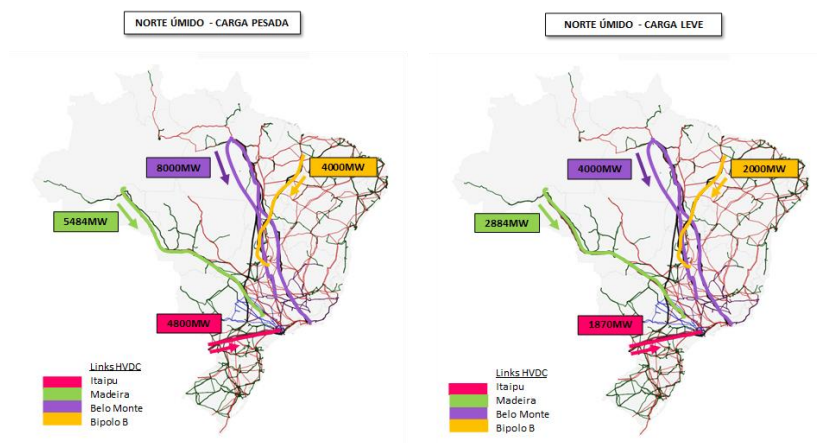 NORTE ÚMIDO - CARGA PESADA
8000MW
4000MW
5484MW
4800MW
Links HVDC
Itaipu
Madeira
Belo Monte
Bipolo B
NORTE ÚMIDO - CARGA LEVE
4000MW
2000MW
2884MW
1870MW
Links HVDC
Itaipu
Madeira
Belo Monte
Bipolo B